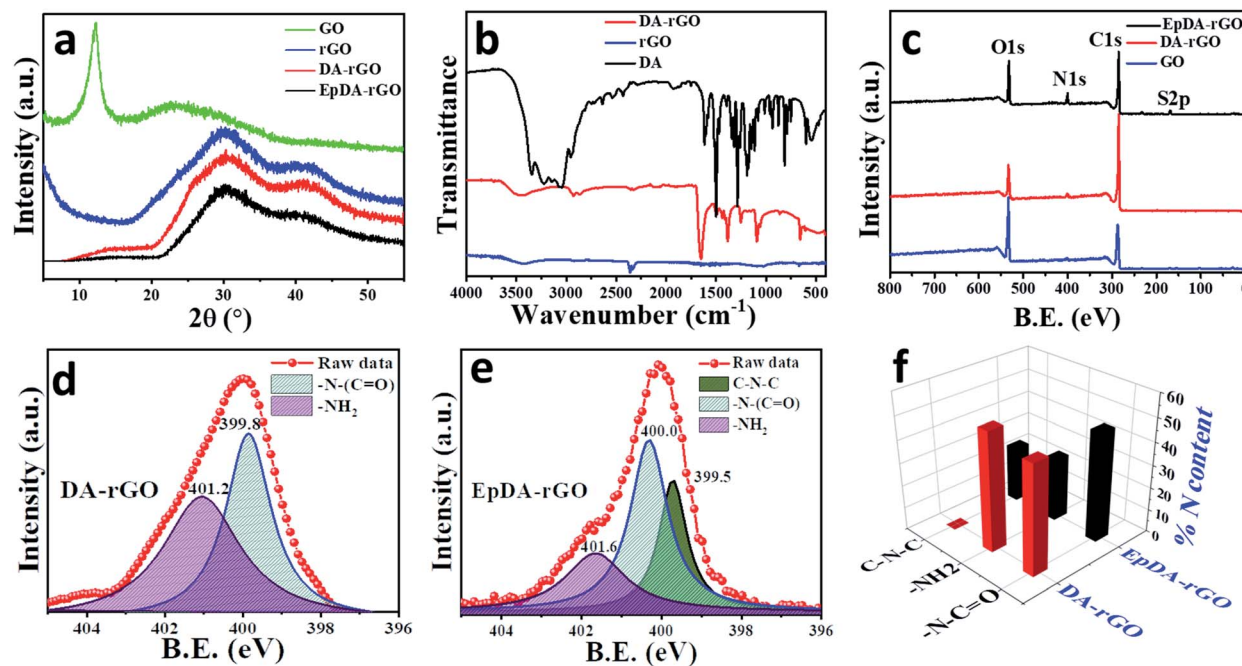 a
GO
rGO
DA-rGO
EpDA-rGO
Intensity (a.u.)
10 20 30 40 50
2θ (°)
b
DA-rGO
rGO
DA
Transmittance
4000 3500 3000 2500 2000 1500 1000 500
Wavenumber (cm⁻¹)
c
EpDA-rGO
DA-rGO
GO
O1s
N1s
C1s
S2p
Intensity (a.u.)
800 700 600 500 400 300 200 100 0
B.E. (eV)
d
Raw data
-N-(C=O)
-NH₂
399.8
401.2
DA-rGO
Intensity (a.u.)
404 402 400 398 396
B.E. (eV)
e
Raw data
C-N-C
-N-(C=O)
-NH₂
400.0
399.5
401.6
EpDA-rGO
Intensity (a.u.)
404 402 400 398 396
B.E. (eV)
f
60
50
40
30
20
10
0
% N content
C-N-C
-NH2
-N-C=O
DA-rGO
EpDA-rGO